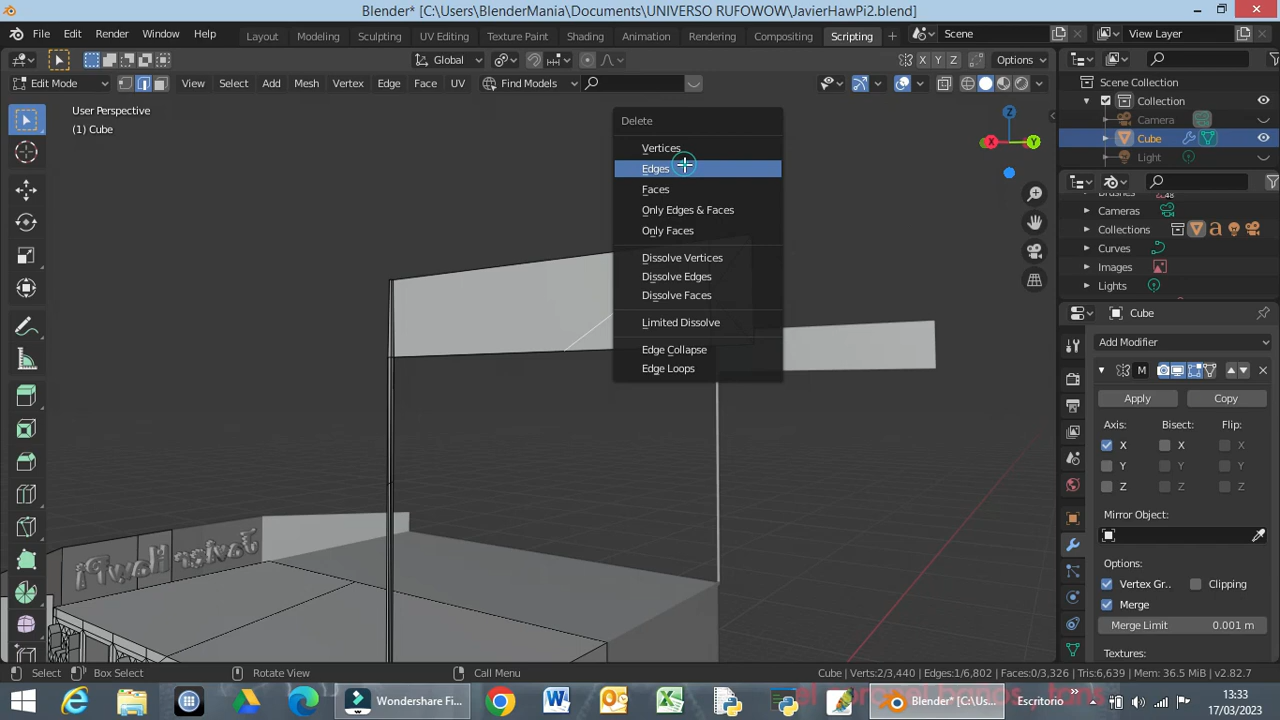 Blender* [C:\Users\BlenderMania\Documents\UNIVERSO RUFOWOW\JavierHawPi2.blend]
File Edit Render Window Help Layout Modeling Sculpting UV Editing Texture Paint Shading Animation Rendering Compositing Scripting + Scene View Layer
Global X Y Z Options
Edit Mode View Select Add Mesh Vertex Edge Face UV Find Models
User Perspective
(1) Cube
Delete
Vertices
Edges
Faces
Only Edges & Faces
Only Faces
Dissolve Vertices
Dissolve Edges
Dissolve Faces
Limited Dissolve
Edge Collapse
Edge Loops
Z
X Y
Scene Collection
Collection
Camera
Cube
Light
Brushes 48
Cameras
Collections
Curves
Images
Lights
Cube
Add Modifier
M
Apply Copy
Axis: Bisect: Flip:
X X X
Y Y Y
Z Z Z
Mirror Object:
Options:
Vertex Gr.. Clipping
Merge
Merge Limit 0.001 m
Textures:
Javier HawPi
Select Box Select Rotate View Call Menu Cube | Verts:2/3,440 | Edges:1/6,802 | Faces:0/3,326 | Tris:6,639 | Mem: 36.5 MiB | v2.82.7
Wondershare Fi... Blender* [C:\Us... Escritorio »
13:33
17/03/2023